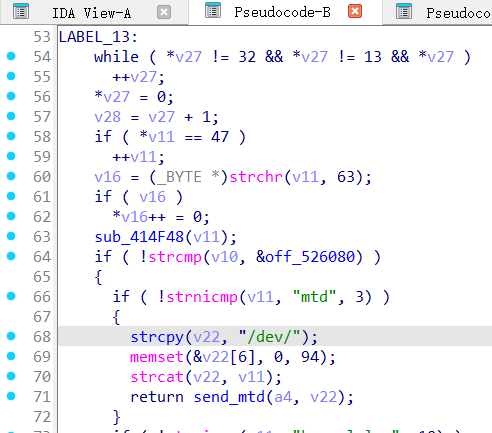 IDA View-A
Pseudocode-B
Pseudoco
53 LABEL_13:
54 while ( *v27 != 32 && *v27 != 13 && *v27 )
55 ++v27;
56 *v27 = 0;
57 v28 = v27 + 1;
58 if ( *v11 == 47 )
59 ++v11;
60 v16 = (_BYTE *)strchr(v11, 63);
61 if ( v16 )
62 *v16++ = 0;
63 sub_414F48(v11);
64 if ( !strcmp(v10, &off_526080) )
65 {
66 if ( !strnicmp(v11, "mtd", 3) )
67 {
68 strcpy(v22, "/dev/");
69 memset(&v22[6], 0, 94);
70 strcat(v22, v11);
71 return send_mtd(a4, v22);
72 }